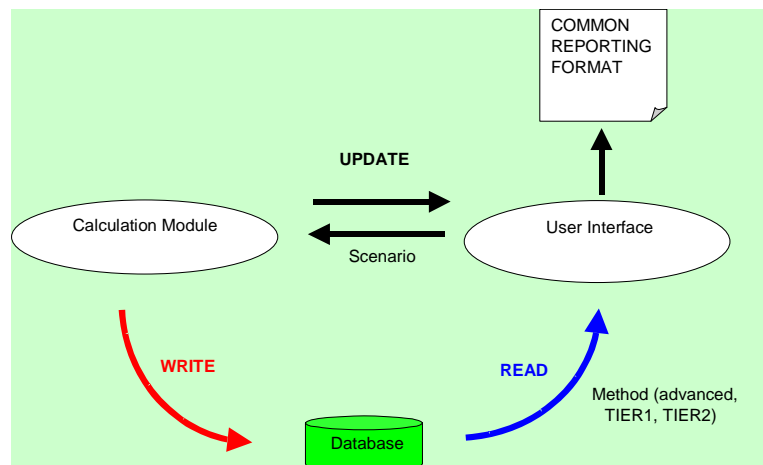 COMMON
REPORTING
FORMAT
UPDATE
Calculation Module
User Interface
Scenario
WRITE
READ
Method (advanced,
TIER1, TIER2)
Database